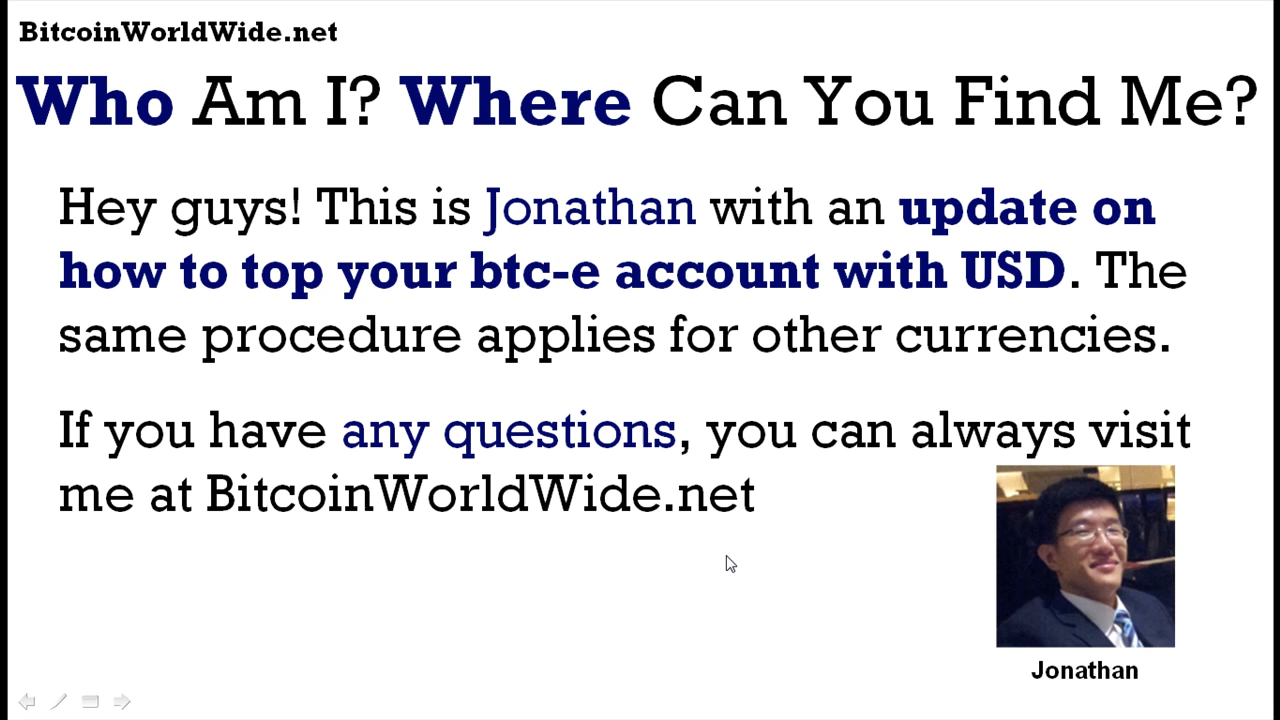 BitcoinWorldWide.net
Who Am I? Where Can You Find Me?
Hey guys! This is Jonathan with an update on
how to top your btc-e account with USD. The
same procedure applies for other currencies.
If you have any questions, you can always visit
me at BitcoinWorldWide.net
Jonathan